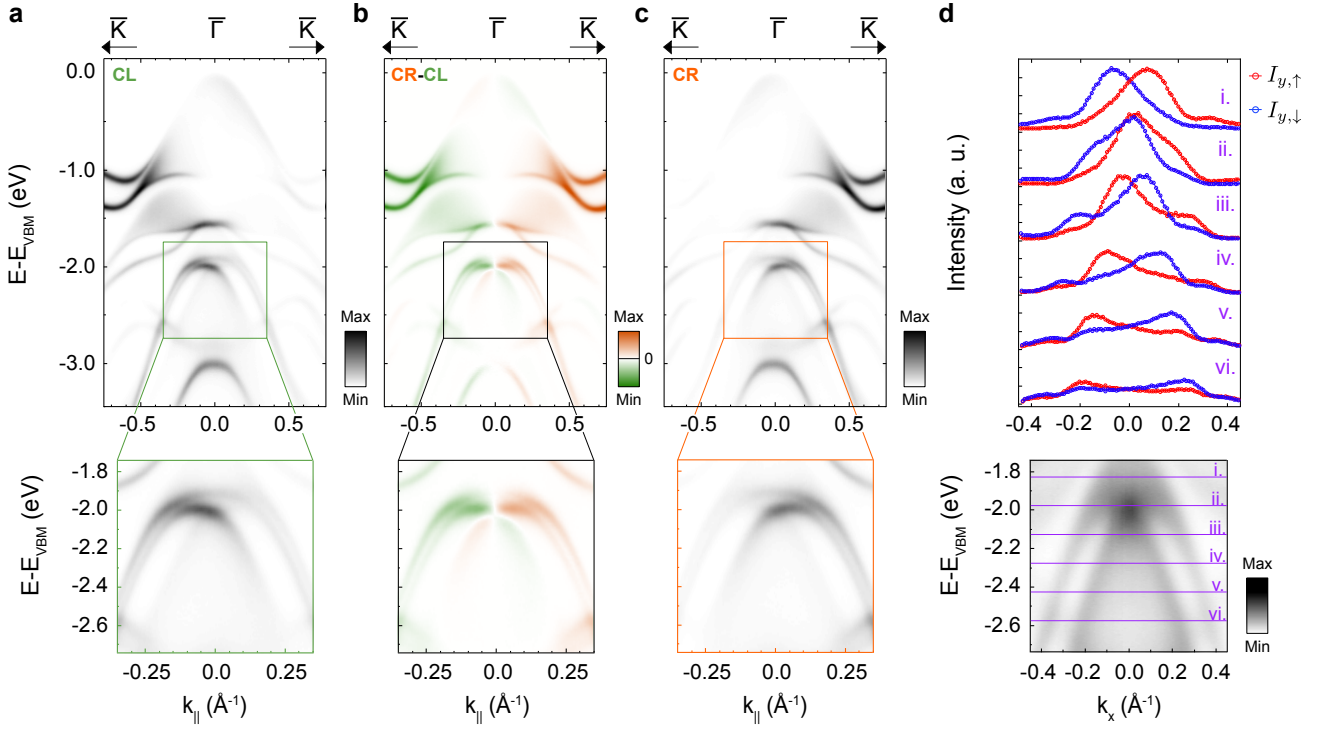 a
K̅ Γ̅ K̅
CL
0.0
-1.0
-2.0
-3.0
E-E_VBM (eV)
Max
Min
-0.5 0.0 0.5
-1.8
-2.0
-2.2
-2.4
-2.6
E-E_VBM (eV)
-0.25 0.00 0.25
k_|| (Å⁻¹)
b
K̅ Γ̅ K̅
CR-CL
Max
0
Min
-0.5 0.0 0.5
-0.25 0.00 0.25
k_|| (Å⁻¹)
c
K̅ Γ̅ K̅
CR
Max
Min
-0.5 0.0 0.5
-0.25 0.00 0.25
k_|| (Å⁻¹)
d
I_{y,↑}
I_{y,↓}
Intensity (a. u.)
i.
ii.
iii.
iv.
v.
vi.
-0.4 -0.2 0.0 0.2 0.4
-1.8
-2.0
-2.2
-2.4
-2.6
E-E_VBM (eV)
i.
ii.
iii.
iv.
v.
vi.
Max
Min
-0.4 -0.2 0.0 0.2 0.4
k_x (Å⁻¹)